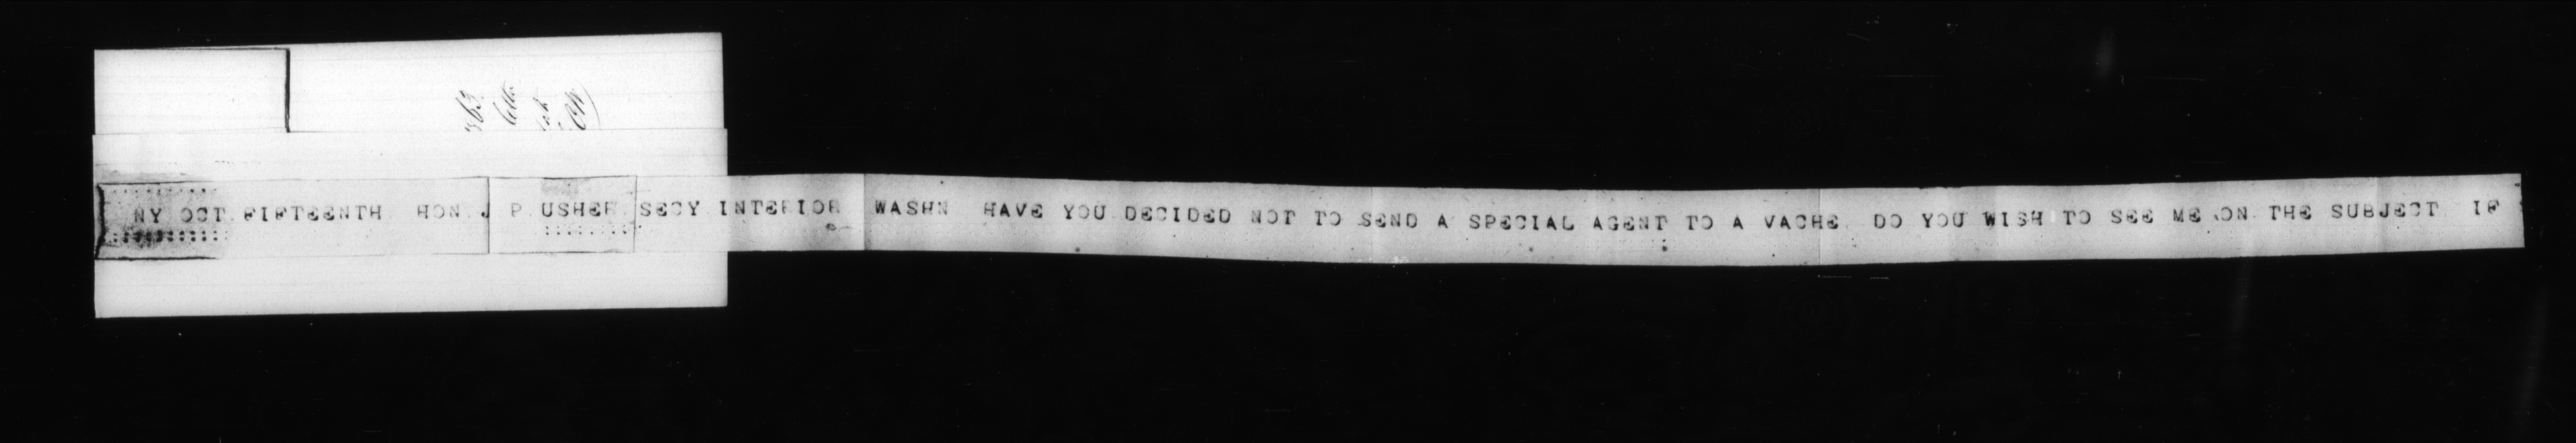 NY OCT FIFTEENTH HON J P USHER SECY INTERIOR WASHN HAVE YOU DECIDED NOT TO SEND A SPECIAL AGENT TO A VACHE DO YOU WISH TO SEE ME ON THE SUBJECT IF